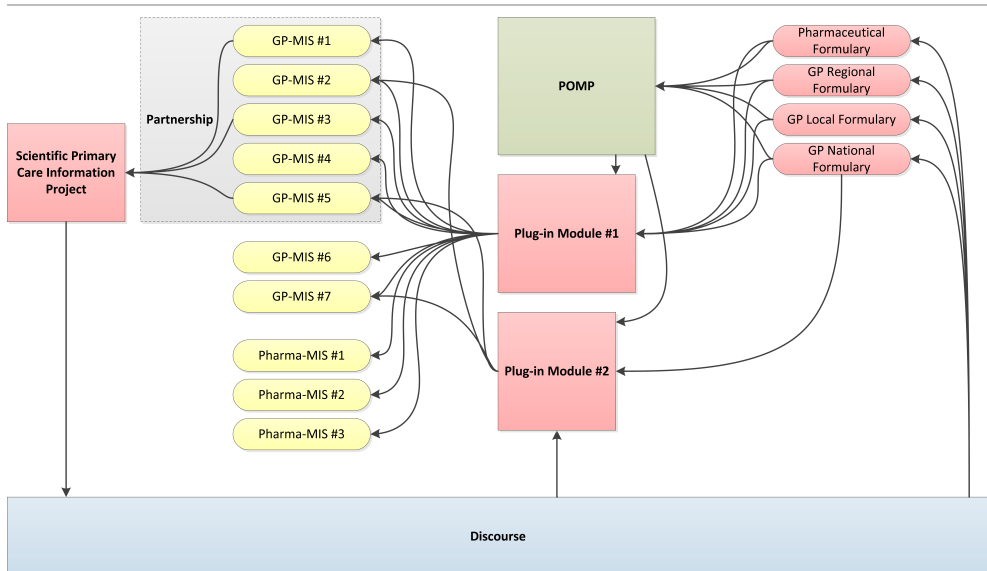 GP-MIS #1
GP-MIS #2
Partnership
GP-MIS #3
GP-MIS #4
GP-MIS #5
Scientific Primary
Care Information
Project
GP-MIS #6
GP-MIS #7
Pharma-MIS #1
Pharma-MIS #2
Pharma-MIS #3
POMP
Plug-in Module #1
Plug-in Module #2
Pharmaceutical
Formulary
GP Regional
Formulary
GP Local Formulary
GP National
Formulary
Discourse